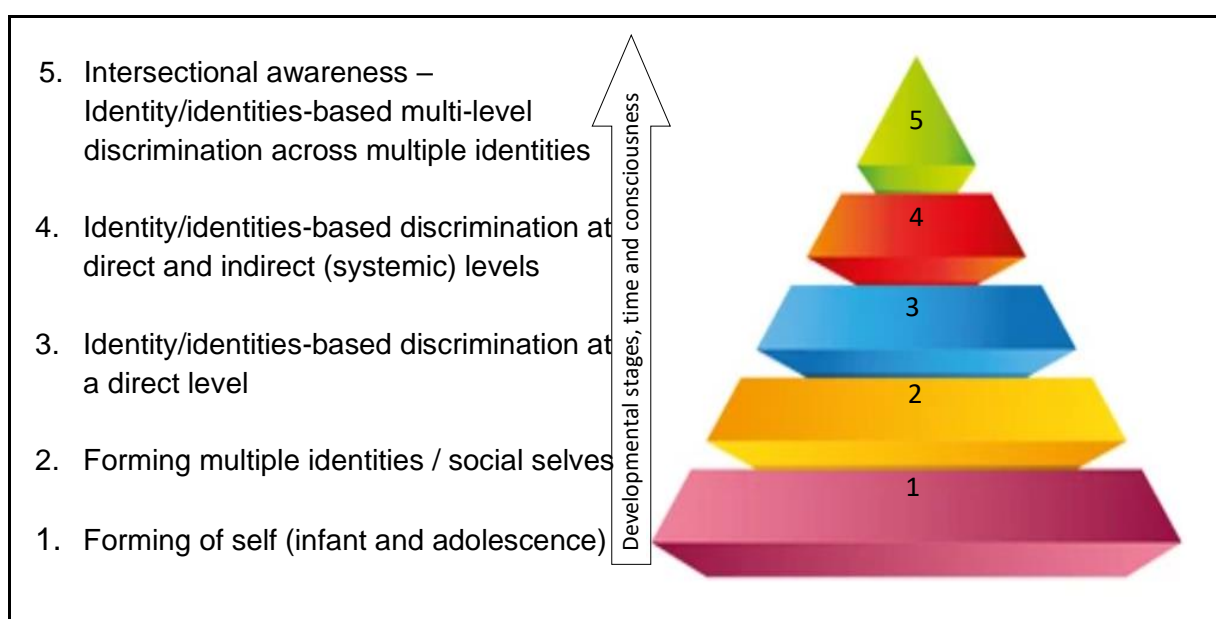 5. Intersectional awareness –
Identity/identities-based multi-level
discrimination across multiple identities
4. Identity/identities-based discrimination at
direct and indirect (systemic) levels
3. Identity/identities-based discrimination at
a direct level
2. Forming multiple identities / social selves
1. Forming of self (infant and adolescence)
Developmental stages, time and consciousness
5
4
3
2
1